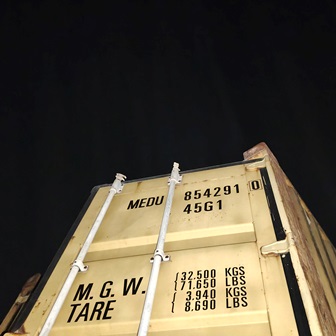 MEDU 854291 0
45G1
M.G.W. 32.500 KGS
71.650 LBS
TARE 3.940 KGS
8.690 LBS